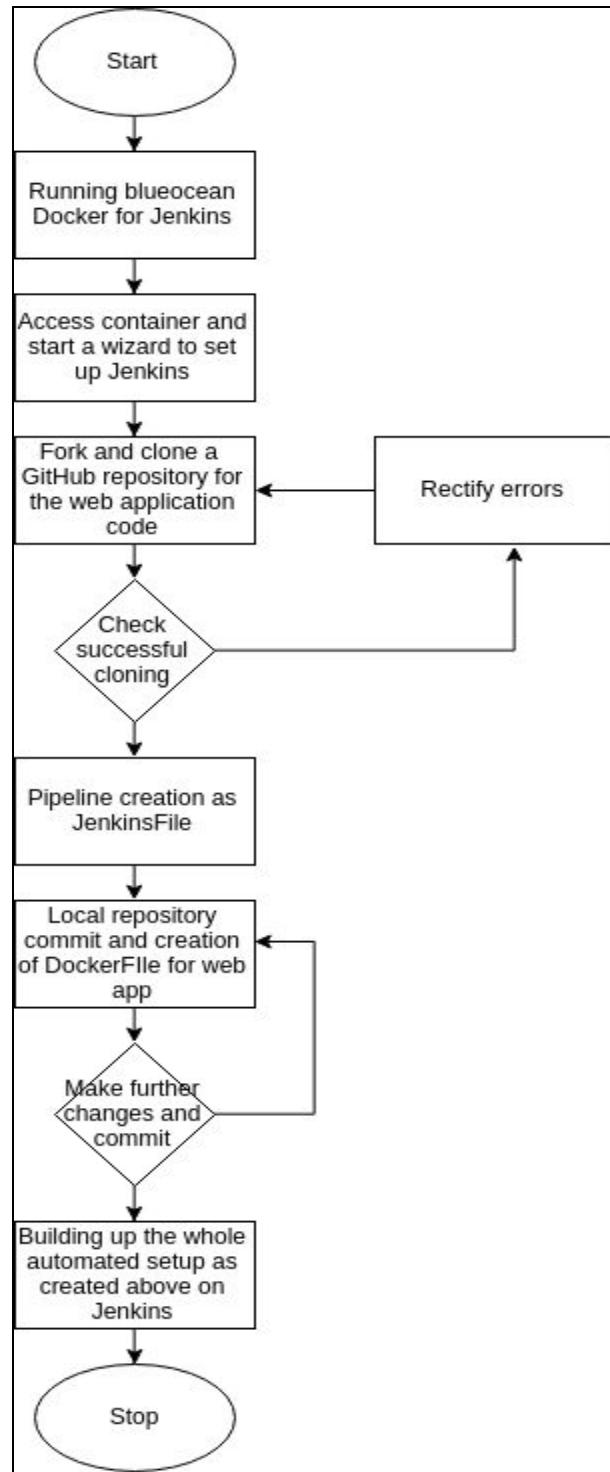 Start
Running blueocean
Docker for Jenkins
Access container and
start a wizard to set
up Jenkins
Fork and clone a
GitHub repository for
the web application
code
Rectify errors
Check
successful
cloning
Pipeline creation as
JenkinsFile
Local repository
commit and creation
of DockerFIle for web
app
Make further
changes and
commit
Building up the whole
automated setup as
created above on
Jenkins
Stop